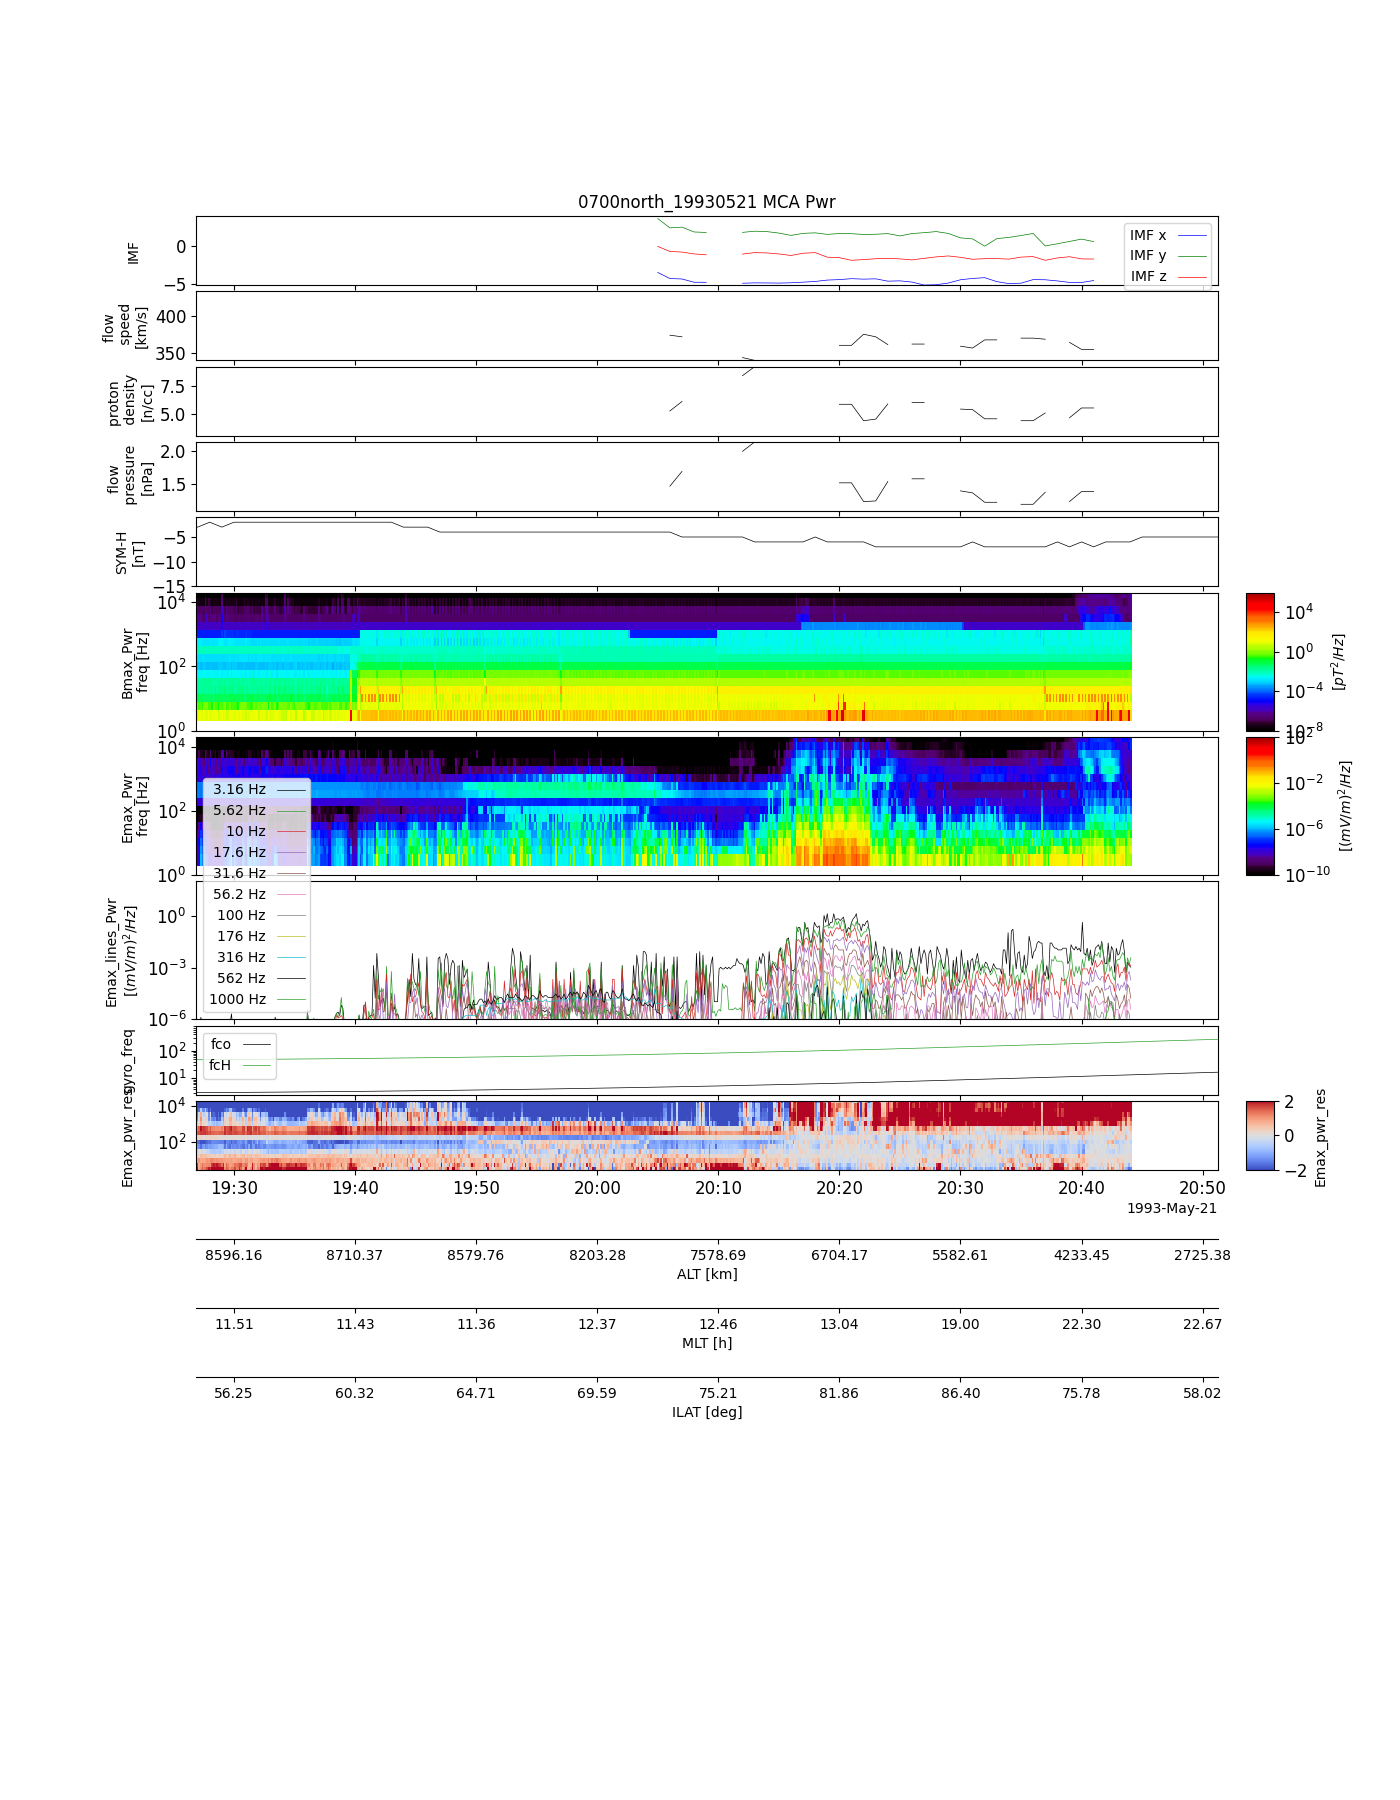 0700north_19930521 MCA Pwr
IMF
0
−5
IMF x
IMF y
IMF z
flow
speed
[km/s]
400
350
proton
density
[n/cc]
7.5
5.0
flow
pressure
[nPa]
2.0
1.5
SYM-H
[nT]
−5
−10
−15
Bmax_Pwr
freq [Hz]
10^4
10^2
10^0
10^4
10^0
10^−4
10^−8
[pT^2/Hz]
Emax_Pwr
freq [Hz]
10^4
10^2
10^0
10^2
10^−2
10^−6
10^−10
[(mV/m)^2/Hz]
3.16 Hz
5.62 Hz
10 Hz
17.6 Hz
31.6 Hz
56.2 Hz
100 Hz
176 Hz
316 Hz
562 Hz
1000 Hz
Emax_lines_Pwr
[(mV/m)^2/Hz]
10^0
10^−3
10^−6
gyro_freq
10^2
10^1
fco
fcH
Emax_pwr_res
10^4
10^2
2
0
−2
Emax_pwr_res
19:30 19:40 19:50 20:00 20:10 20:20 20:30 20:40 20:50
1993-May-21
8596.16 8710.37 8579.76 8203.28 7578.69 6704.17 5582.61 4233.45 2725.38
ALT [km]
11.51 11.43 11.36 12.37 12.46 13.04 19.00 22.30 22.67
MLT [h]
56.25 60.32 64.71 69.59 75.21 81.86 86.40 75.78 58.02
ILAT [deg]